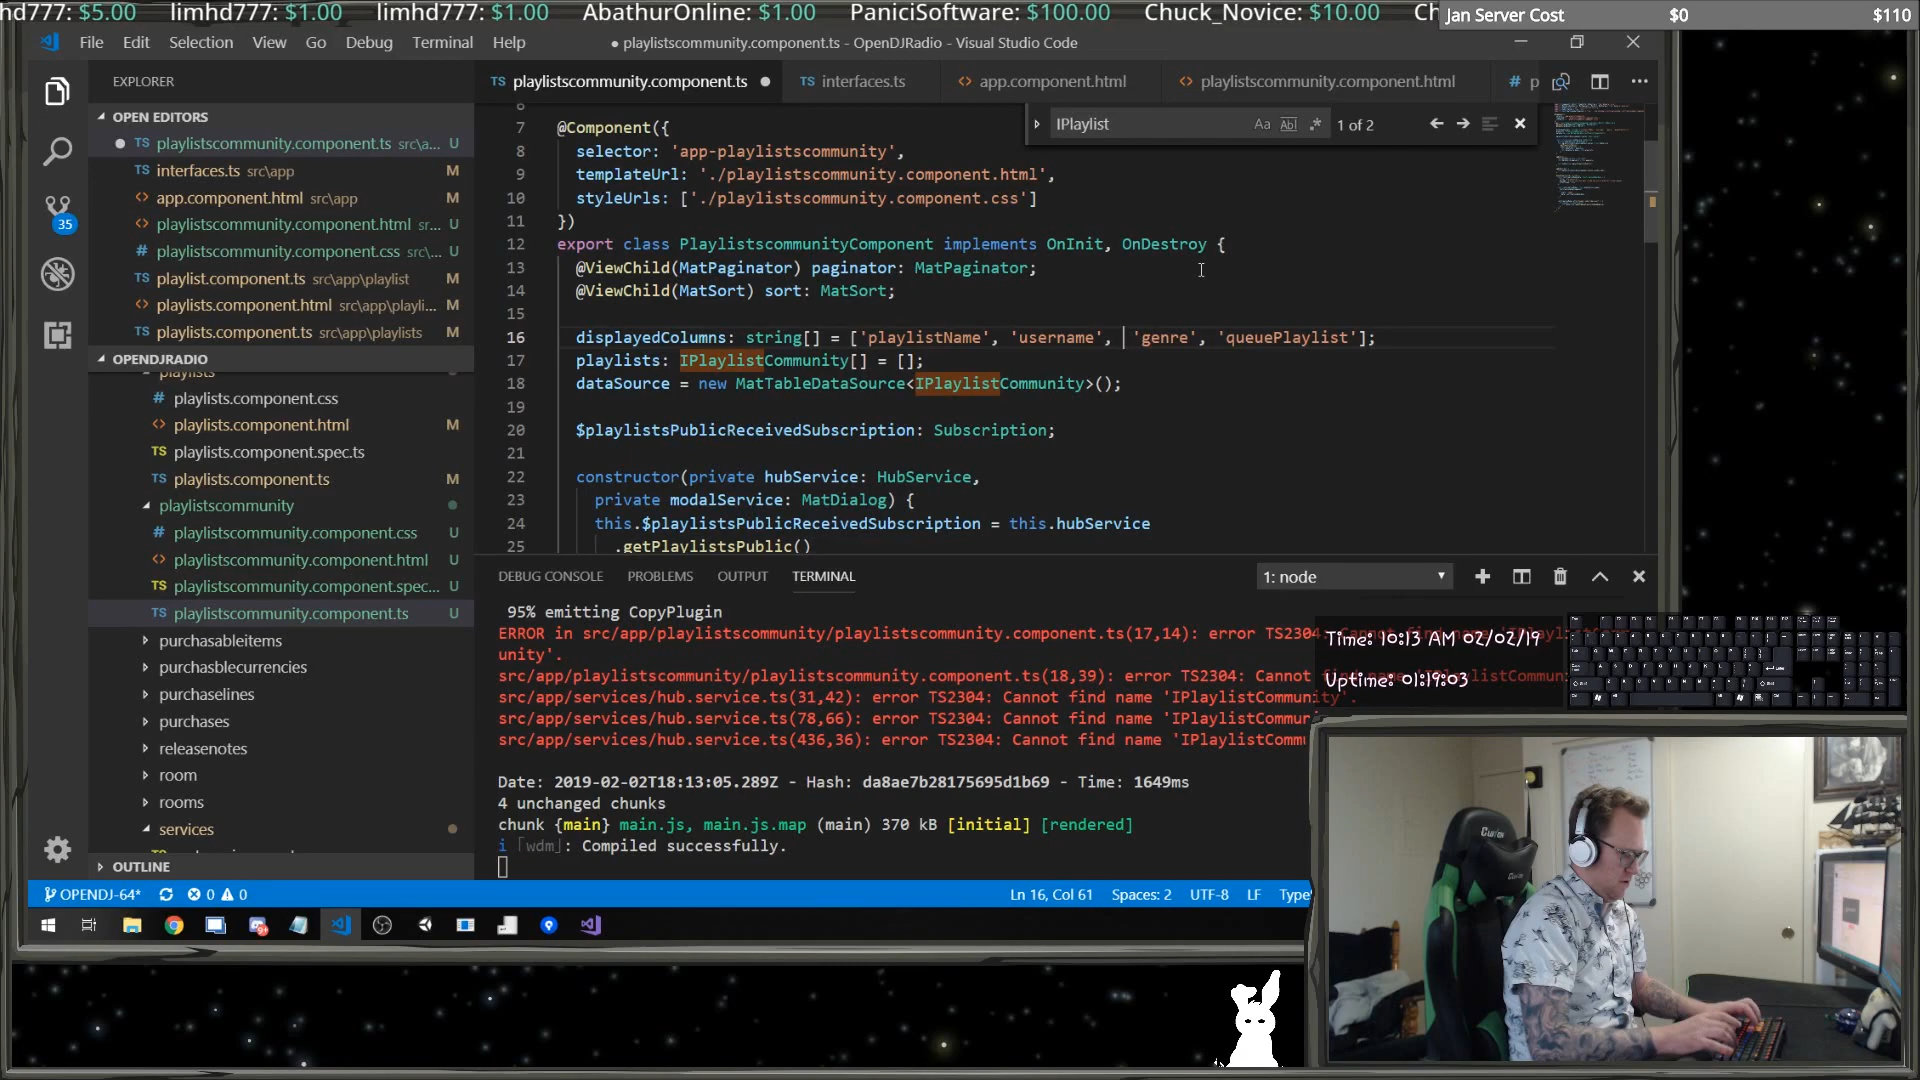 hd777: $5.00 limhd777: $1.00 limhd777: $1.00 AbathurOnline: $1.00 PaniciSoftware: $100.00 Chuck_Novice: $10.00 Ch
Jan Server Cost $0 $110
File Edit Selection View Go Debug Terminal Help
● playlistscommunity.component.ts - OpenDJRadio - Visual Studio Code
EXPLORER
TS playlistscommunity.component.ts ● TS interfaces.ts <> app.component.html <> playlistscommunity.component.html # p
OPEN EDITORS
● playlistscommunity.component.ts src\a... U
interfaces.ts src\app M
app.component.html src\app M
playlistscommunity.component.html sr... U
# playlistscommunity.component.css src\... U
TS playlist.component.ts src\app\playlist M
<> playlists.component.html src\app\playli... M
TS playlists.component.ts src\app\playlists M
35
OPENDJRADIO
playlists
# playlists.component.css
<> playlists.component.html M
TS playlists.component.spec.ts
TS playlists.component.ts M
playlistscommunity
# playlistscommunity.component.css U
<> playlistscommunity.component.html U
TS playlistscommunity.component.spec... U
TS playlistscommunity.component.ts U
purchasableitems
purchasblecurrencies
purchaselines
purchases
releasenotes
room
rooms
services
OUTLINE
IPlaylist Aa Abl .* 1 of 2
6
7 @Component({
8 selector: 'app-playlistscommunity',
9 templateUrl: './playlistscommunity.component.html',
10 styleUrls: ['./playlistscommunity.component.css']
11 })
12 export class PlaylistscommunityComponent implements OnInit, OnDestroy {
13 @ViewChild(MatPaginator) paginator: MatPaginator;
14 @ViewChild(MatSort) sort: MatSort;
15
16 displayedColumns: string[] = ['playlistName', 'username', 'genre', 'queuePlaylist'];
17 playlists: IPlaylistCommunity[] = [];
18 dataSource = new MatTableDataSource<IPlaylistCommunity>();
19
20 $playlistsPublicReceivedSubscription: Subscription;
21
22 constructor(private hubService: HubService,
23 private modalService: MatDialog) {
24 this.$playlistsPublicReceivedSubscription = this.hubService
25 .getPlaylistsPublic()
DEBUG CONSOLE PROBLEMS OUTPUT TERMINAL 1: node
95% emitting CopyPlugin
ERROR in src/app/playlistscommunity/playlistscommunity.component.ts(17,14): error TS2304: Cannot find name 'IPlaylist
unity'.
src/app/playlistscommunity/playlistscommunity.component.ts(18,39): error TS2304: Cannot find name 'IPlaylistCommun
src/app/services/hub.service.ts(31,42): error TS2304: Cannot find name 'IPlaylistCommunity'.
src/app/services/hub.service.ts(78,66): error TS2304: Cannot find name 'IPlaylistCommun
src/app/services/hub.service.ts(436,36): error TS2304: Cannot find name 'IPlaylistCommu
Time: 10:13 AM 02/02/19
Uptime: 01:19:03
Date: 2019-02-02T18:13:05.289Z - Hash: da8ae7b28175695d1b69 - Time: 1649ms
4 unchanged chunks
chunk {main} main.js, main.js.map (main) 370 kB [initial] [rendered]
i ｢wdm｣: Compiled successfully.
OPENDJ-64* 0 0 Ln 16, Col 61 Spaces: 2 UTF-8 LF Type